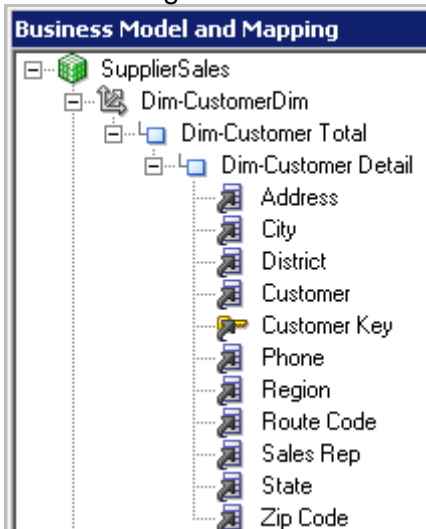 Business Model and Mapping
SupplierSales
Dim-CustomerDim
Dim-Customer Total
Dim-Customer Detail
Address
City
District
Customer
Customer Key
Phone
Region
Route Code
Sales Rep
State
Zip Code